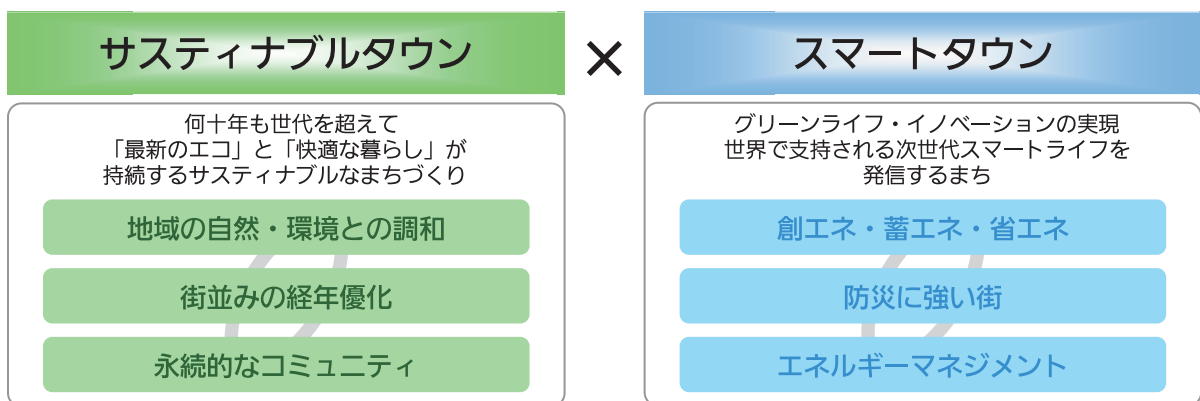 サスティナブルタウン
×
スマートタウン
何十年も世代を超えて
「最新のエコ」と「快適な暮らし」が
持続するサスティナブルなまちづくり
地域の自然・環境との調和
街並みの経年優化
永続的なコミュニティ
グリーンライフ・イノベーションの実現
世界で支持される次世代スマートライフを
発信するまち
創エネ・蓄エネ・省エネ
防災に強い街
エネルギーマネジメント